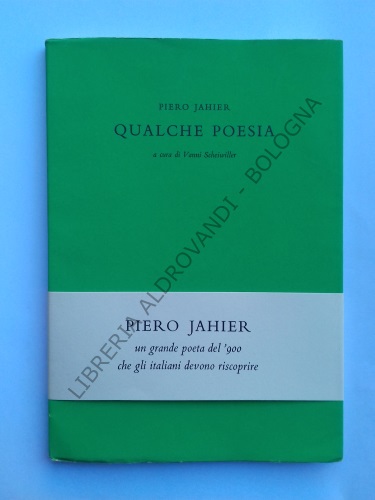 PIERO JAHIER
QUALCHE POESIA
a cura di Vanni Scheiwiller
PIERO JAHIER
un grande poeta del '900
che gli italiani devono riscoprire
LIBRERIA ALDROVANDI - BOLOGNA